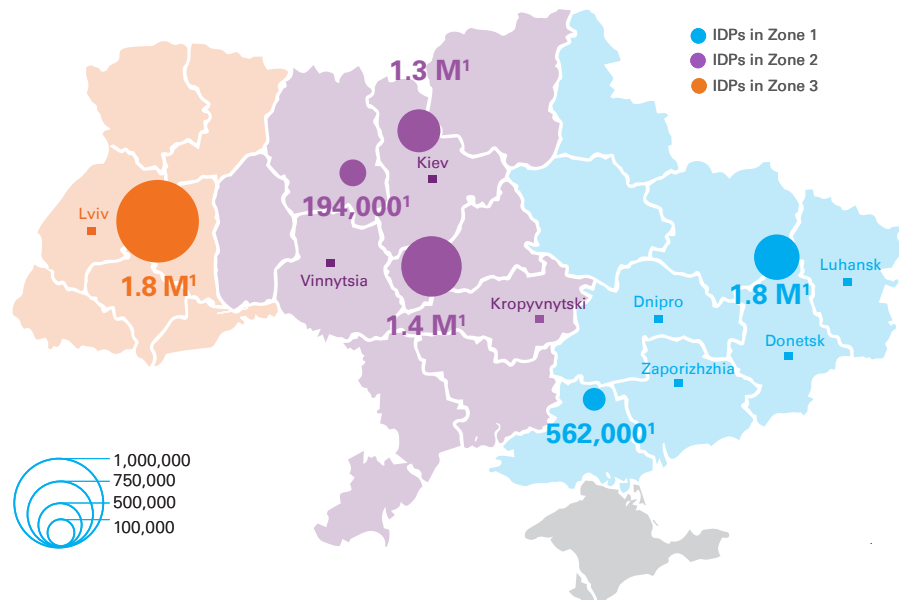 IDPs in Zone 1
IDPs in Zone 2
IDPs in Zone 3
1.3 M¹
Kiev
194,000¹
Lviv
1.8 M¹
Vinnytsia
1.4 M¹
Kropyvnytski
Luhansk
1.8 M¹
Dnipro
Donetsk
Zaporizhzhia
562,000¹
1,000,000
750,000
500,000
100,000